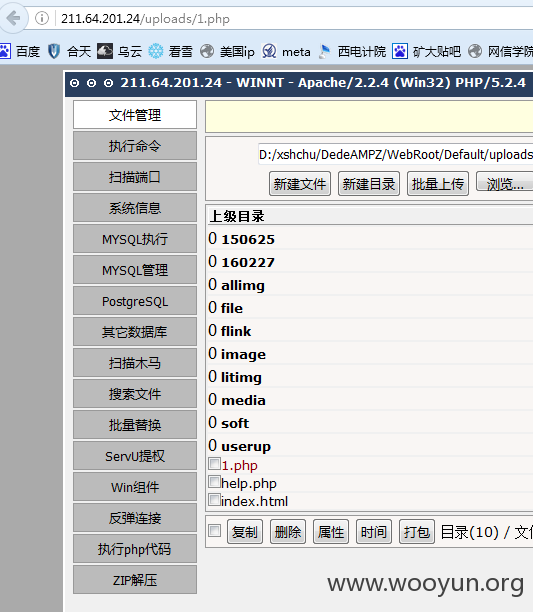 211.64.201.24/uploads/1.php
百度 合天 乌云 看雪 美国ip meta 西电计院 矿大贴吧 网信学院
211.64.201.24 - WINNT - Apache/2.2.4 (Win32) PHP/5.2.4
文件管理
执行命令
扫描端口
系统信息
MYSQL执行
MYSQL管理
PostgreSQL
其它数据库
扫描木马
搜索文件
批量替换
ServU提权
Win组件
反弹连接
执行php代码
ZIP解压
D:/xshchu/DedeAMPZ/WebRoot/Default/uploads
新建文件 新建目录 批量上传 浏览...
上级目录
0 150625
0 160227
0 allimg
0 file
0 flink
0 image
0 litimg
0 media
0 soft
0 userup
1.php
help.php
index.html
复制 删除 属性 时间 打包 目录(10) / 文
www.wooyun.org